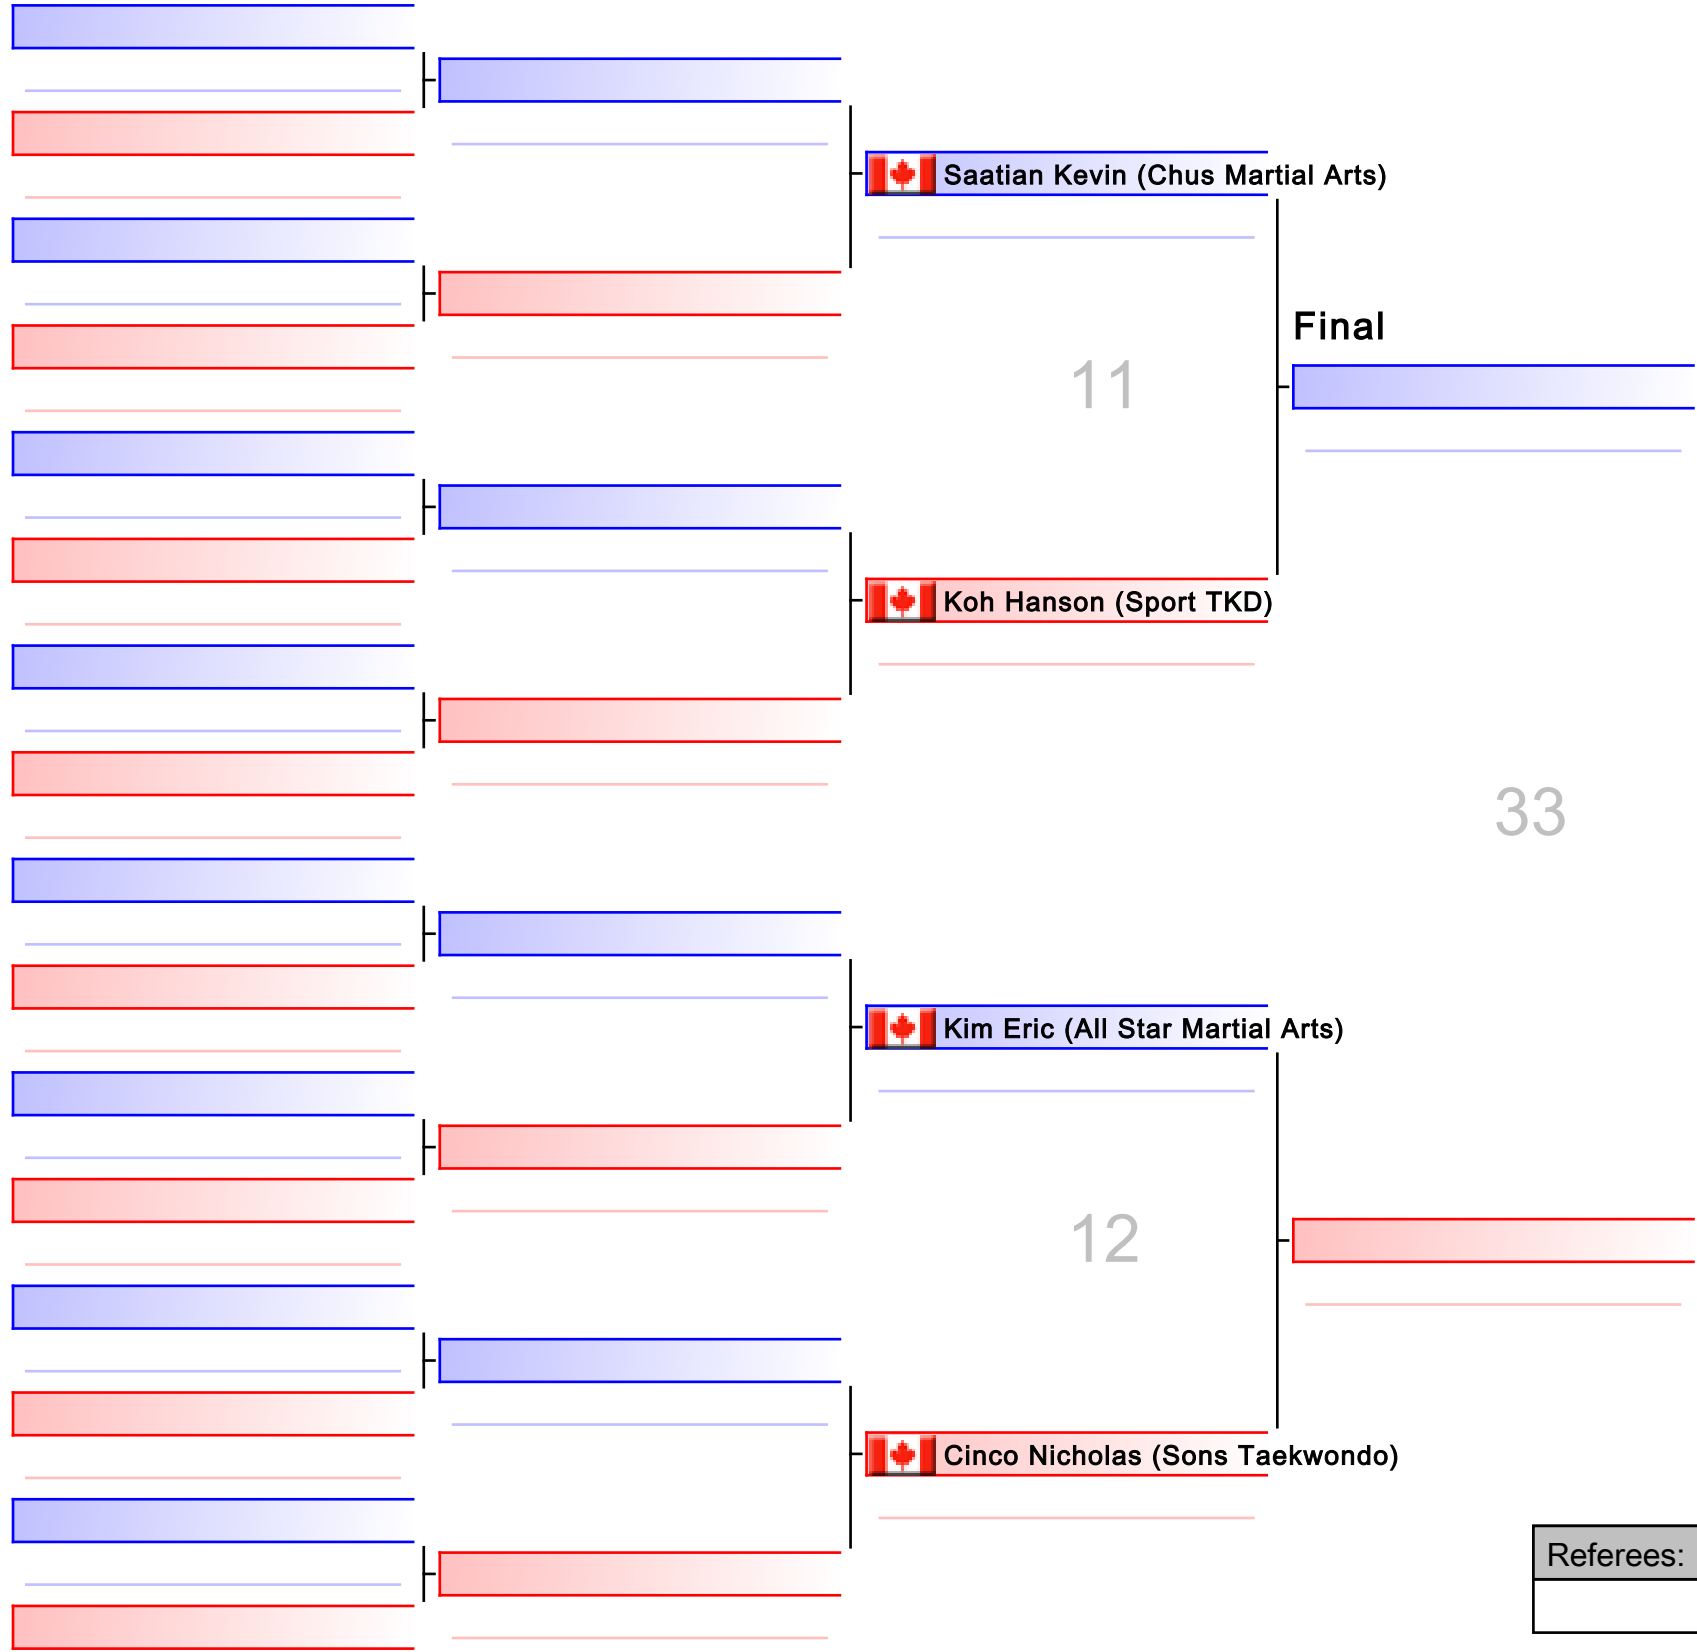 Saatian Kevin (Chus Martial Arts)
Final
11
Koh Hanson (Sport TKD)
33
Kim Eric (All Star Martial Arts)
12
Cinco Nicholas (Sons Taekwondo)
Referees: